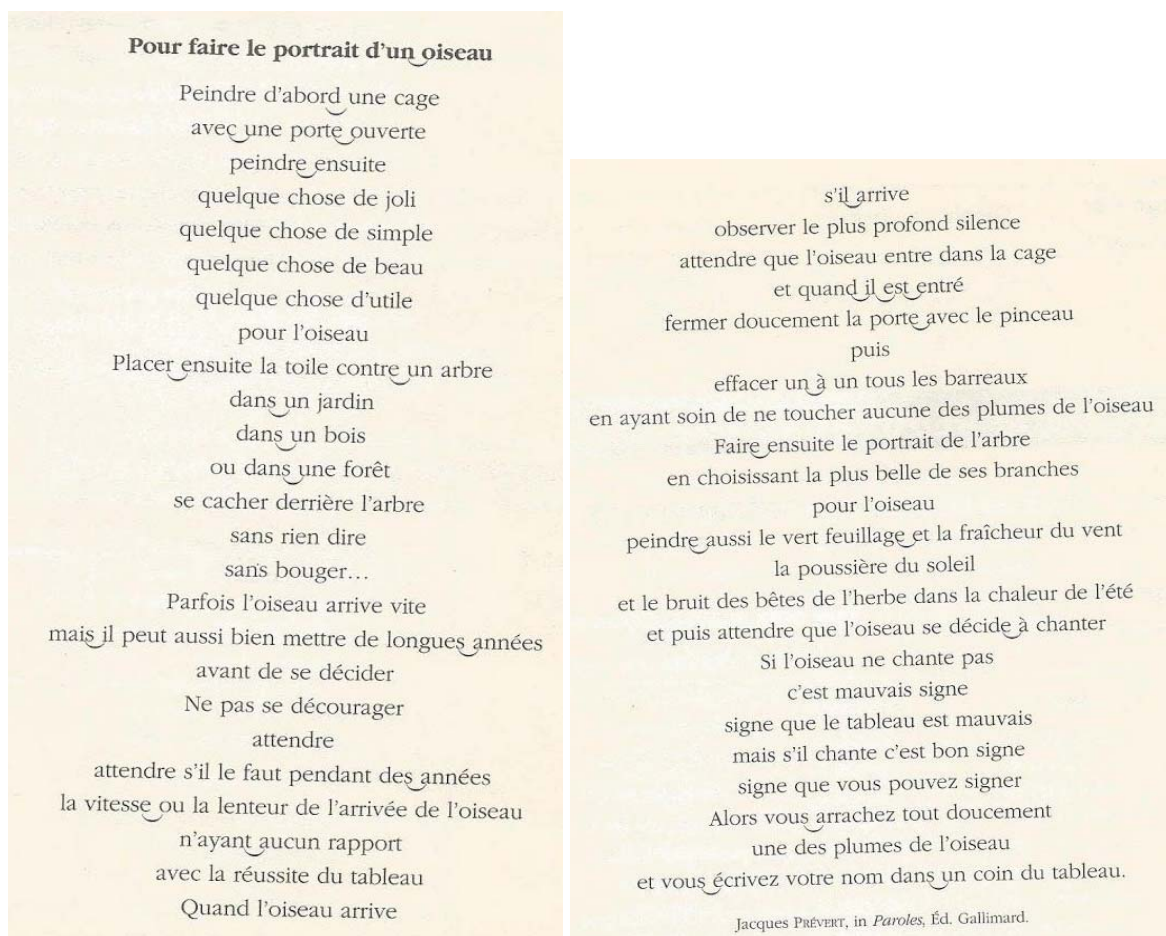 Pour faire le portrait d'un oiseau
Peindre d'abord une cage
avec une porte ouverte
peindre ensuite
quelque chose de joli
quelque chose de simple
quelque chose de beau
quelque chose d'utile
pour l'oiseau
Placer ensuite la toile contre un arbre
dans un jardin
dans un bois
ou dans une forêt
se cacher derrière l'arbre
sans rien dire
sans bouger...
Parfois l'oiseau arrive vite
mais il peut aussi bien mettre de longues années
avant de se décider
Ne pas se décourager
attendre
attendre s'il le faut pendant des années
la vitesse ou la lenteur de l'arrivée de l'oiseau
n'ayant aucun rapport
avec la réussite du tableau
Quand l'oiseau arrive
s'il arrive
observer le plus profond silence
attendre que l'oiseau entre dans la cage
et quand il est entré
fermer doucement la porte avec le pinceau
puis
effacer un à un tous les barreaux
en ayant soin de ne toucher aucune des plumes de l'oiseau
Faire ensuite le portrait de l'arbre
en choisissant la plus belle de ses branches
pour l'oiseau
peindre aussi le vert feuillage et la fraîcheur du vent
la poussière du soleil
et le bruit des bêtes de l'herbe dans la chaleur de l'été
et puis attendre que l'oiseau se décide à chanter
Si l'oiseau ne chante pas
c'est mauvais signe
signe que le tableau est mauvais
mais s'il chante c'est bon signe
signe que vous pouvez signer
Alors vous arrachez tout doucement
une des plumes de l'oiseau
et vous écrivez votre nom dans un coin du tableau.
Jacques PRÉVERT, in Paroles, Éd. Gallimard.